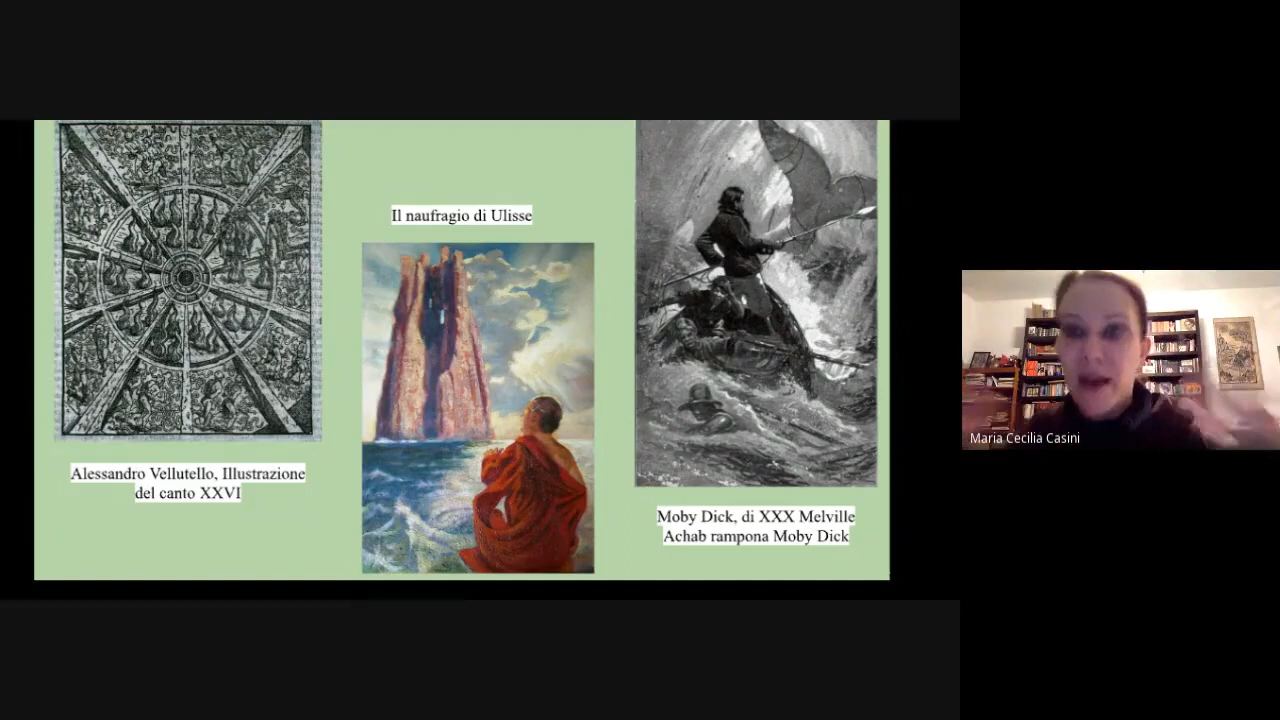 Il naufragio di Ulisse
Alessandro Vellutello, Illustrazione
del canto XXVI
Moby Dick, di XXX Melville
Achab rampona Moby Dick
Maria Cecilia Casini